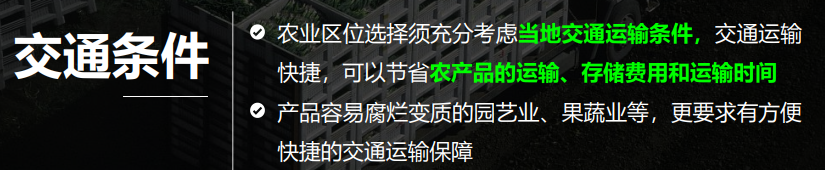 交通条件
农业区位选择须充分考虑当地交通运输条件，交通运输
快捷，可以节省农产品的运输、存储费用和运输时间
产品容易腐烂变质的园艺业、果蔬业等，更要求有方便
快捷的交通运输保障